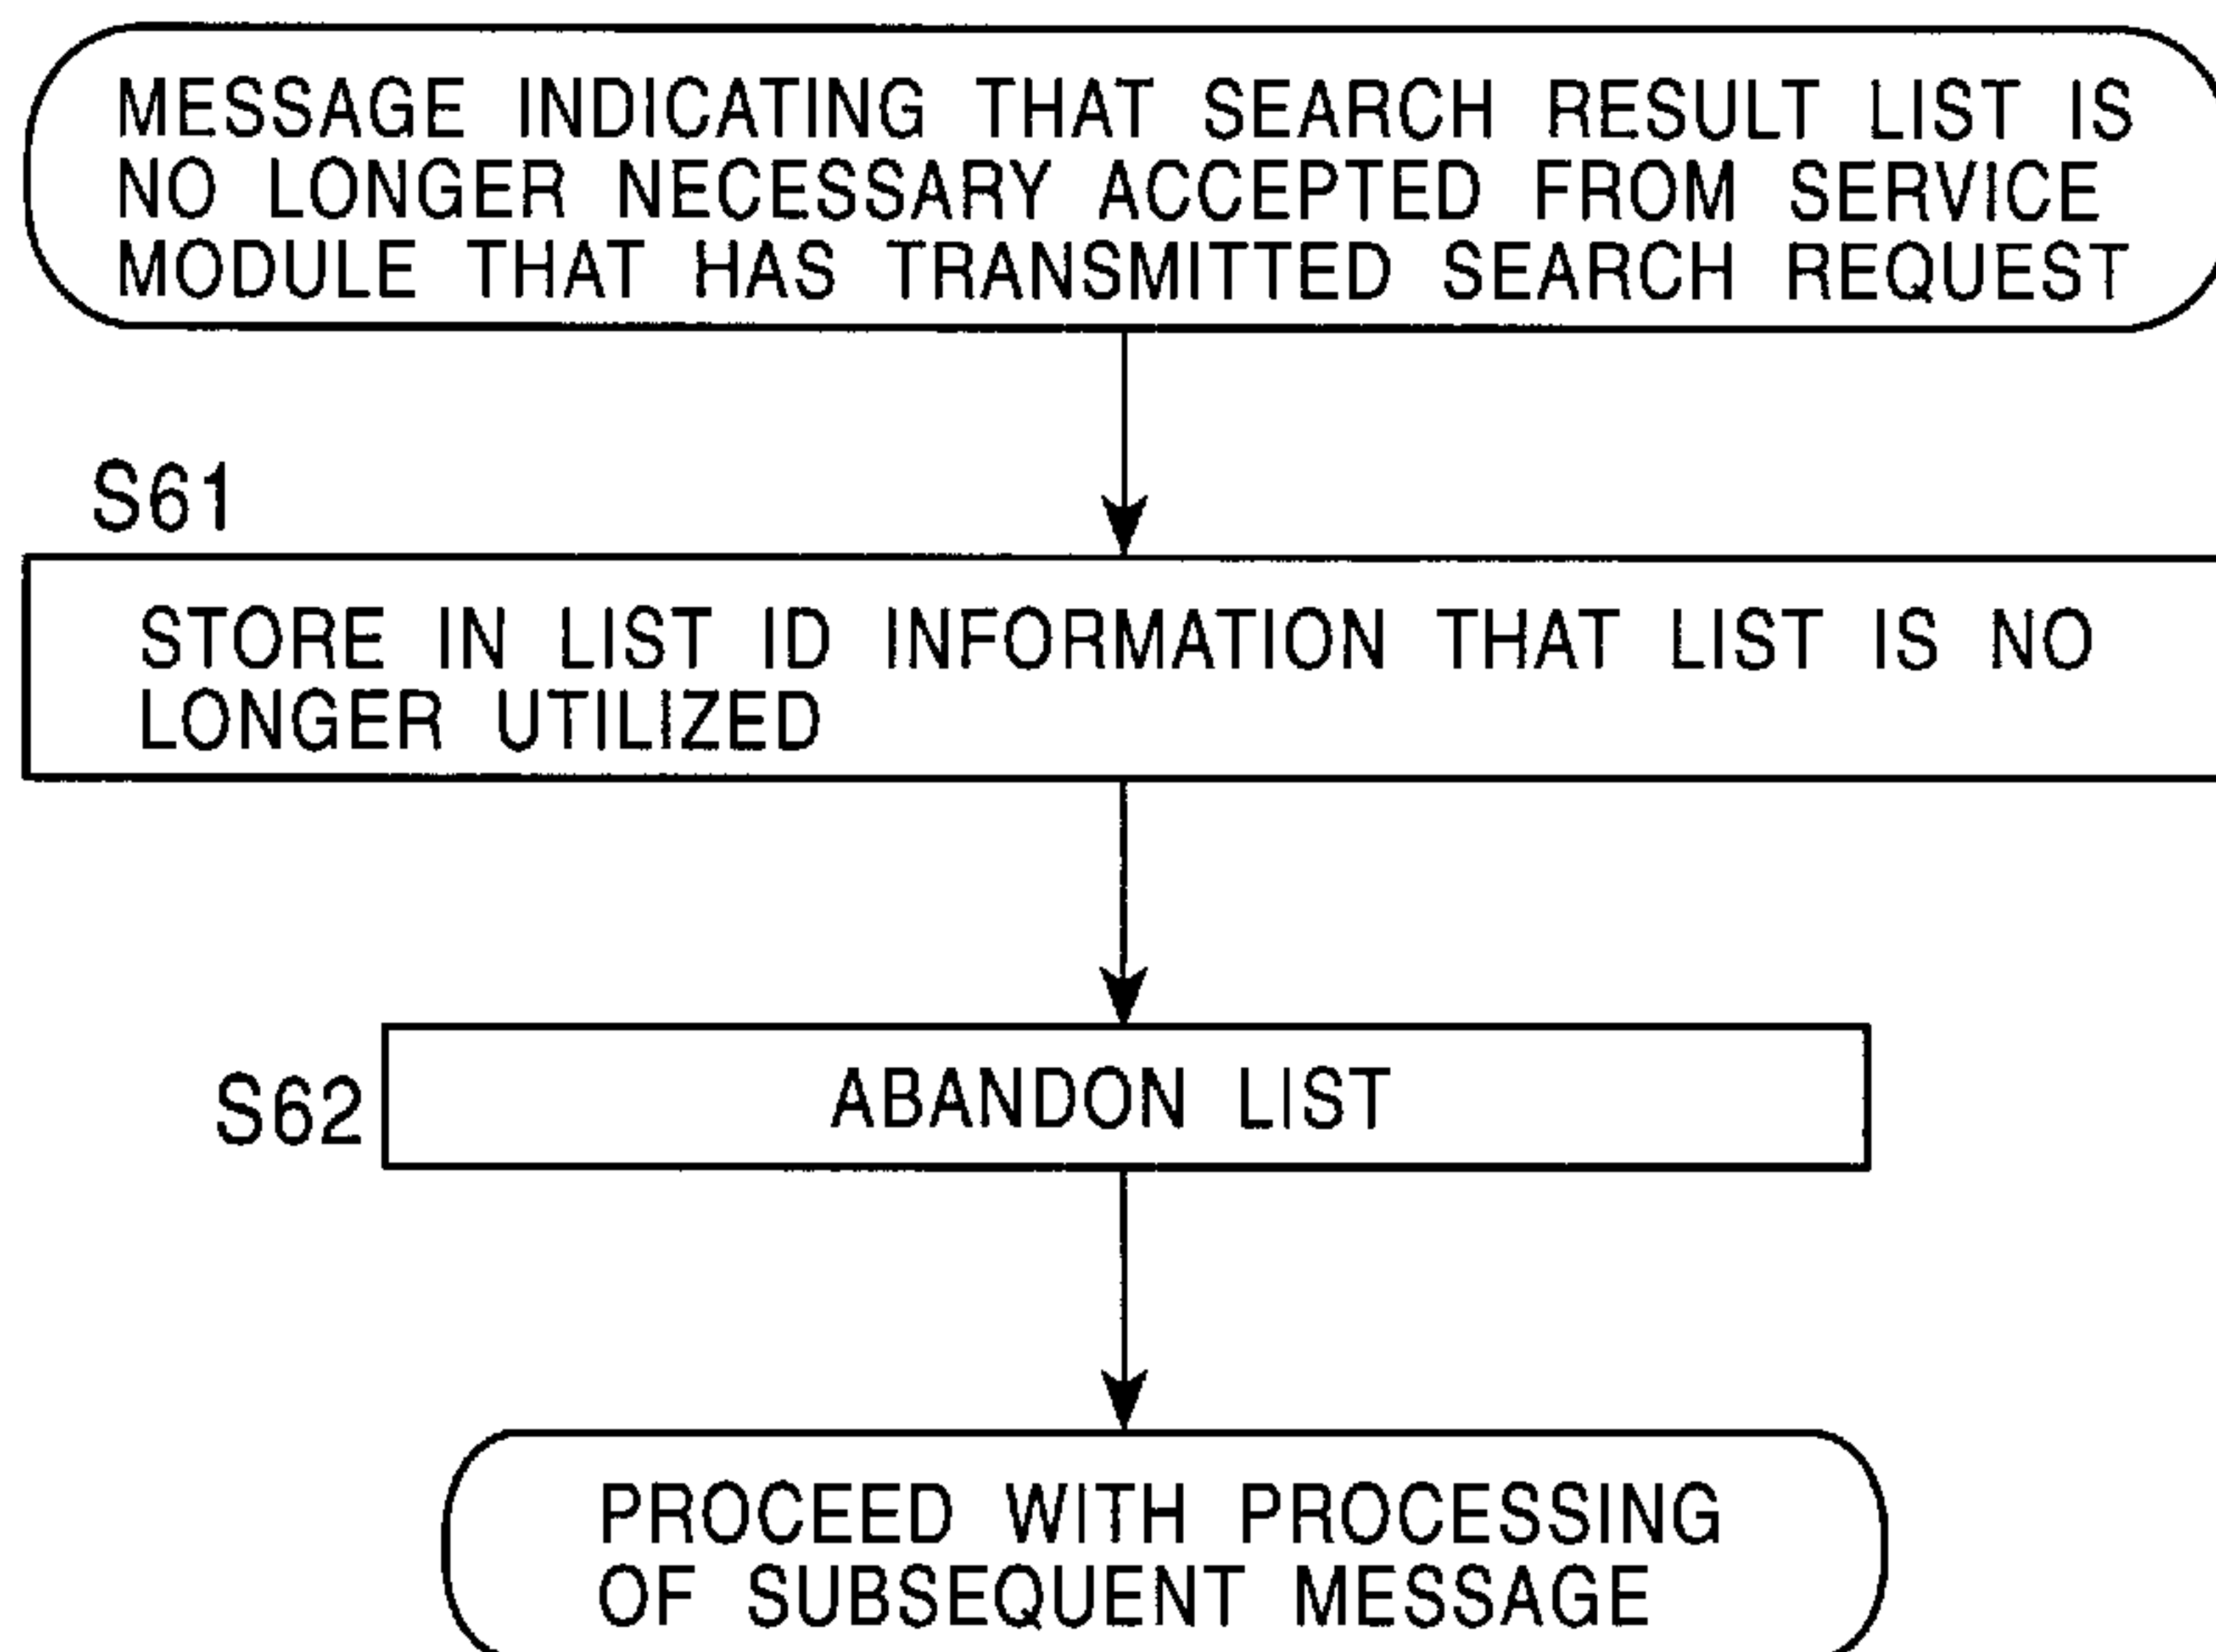 MESSAGE INDICATING THAT SEARCH RESULT LIST IS
NO LONGER NECESSARY ACCEPTED FROM SERVICE
MODULE THAT HAS TRANSMITTED SEARCH REQUEST
S61
STORE IN LIST ID INFORMATION THAT LIST IS NO
LONGER UTILIZED
S62
ABANDON LIST
PROCEED WITH PROCESSING
OF SUBSEQUENT MESSAGE